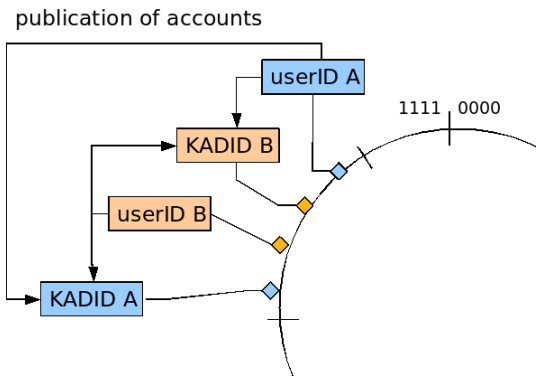 publication of accounts
userID A
1111 0000
KADID B
userID B
KADID A